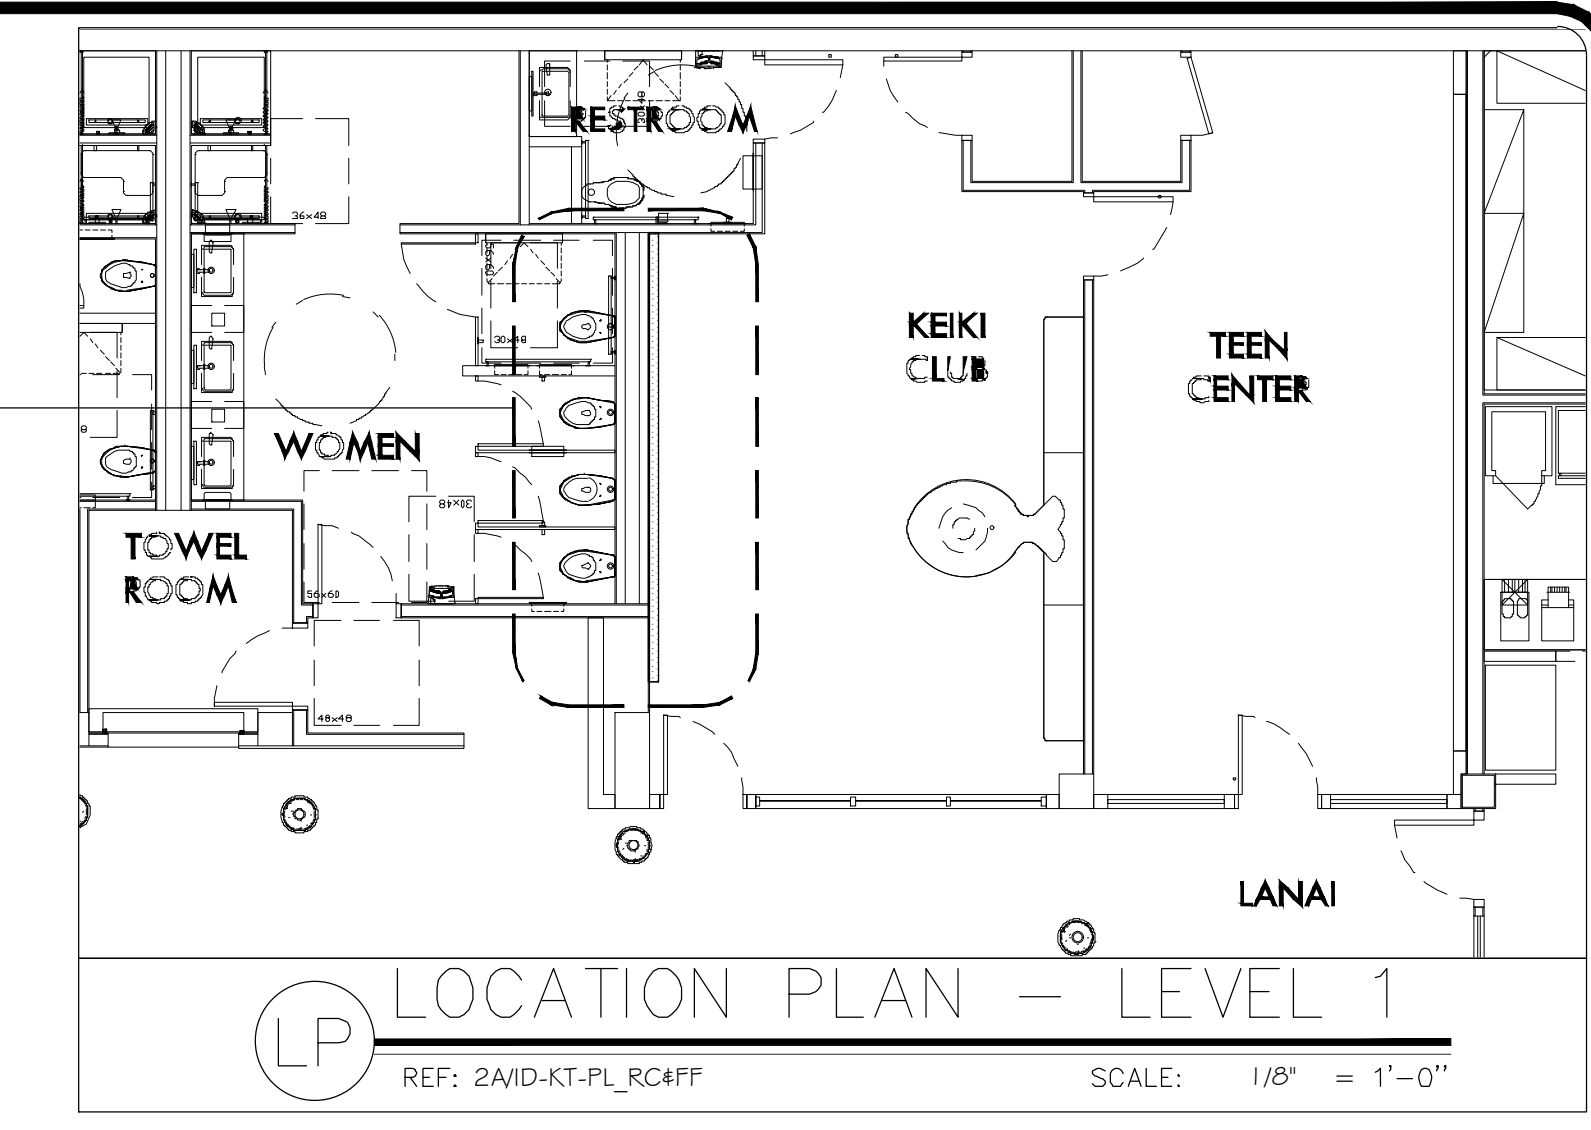 RESTROOM
30x48
36x48
56x60
30x48
KEIKI
CLUB
TEEN
CENTER
WOMEN
30x48
TOWEL
ROOM
56x60
48x48
LANAI
LP
LOCATION PLAN - LEVEL 1
REF: 2A/ID-KT-PL_RC&FF
SCALE: 1/8" = 1'-0"